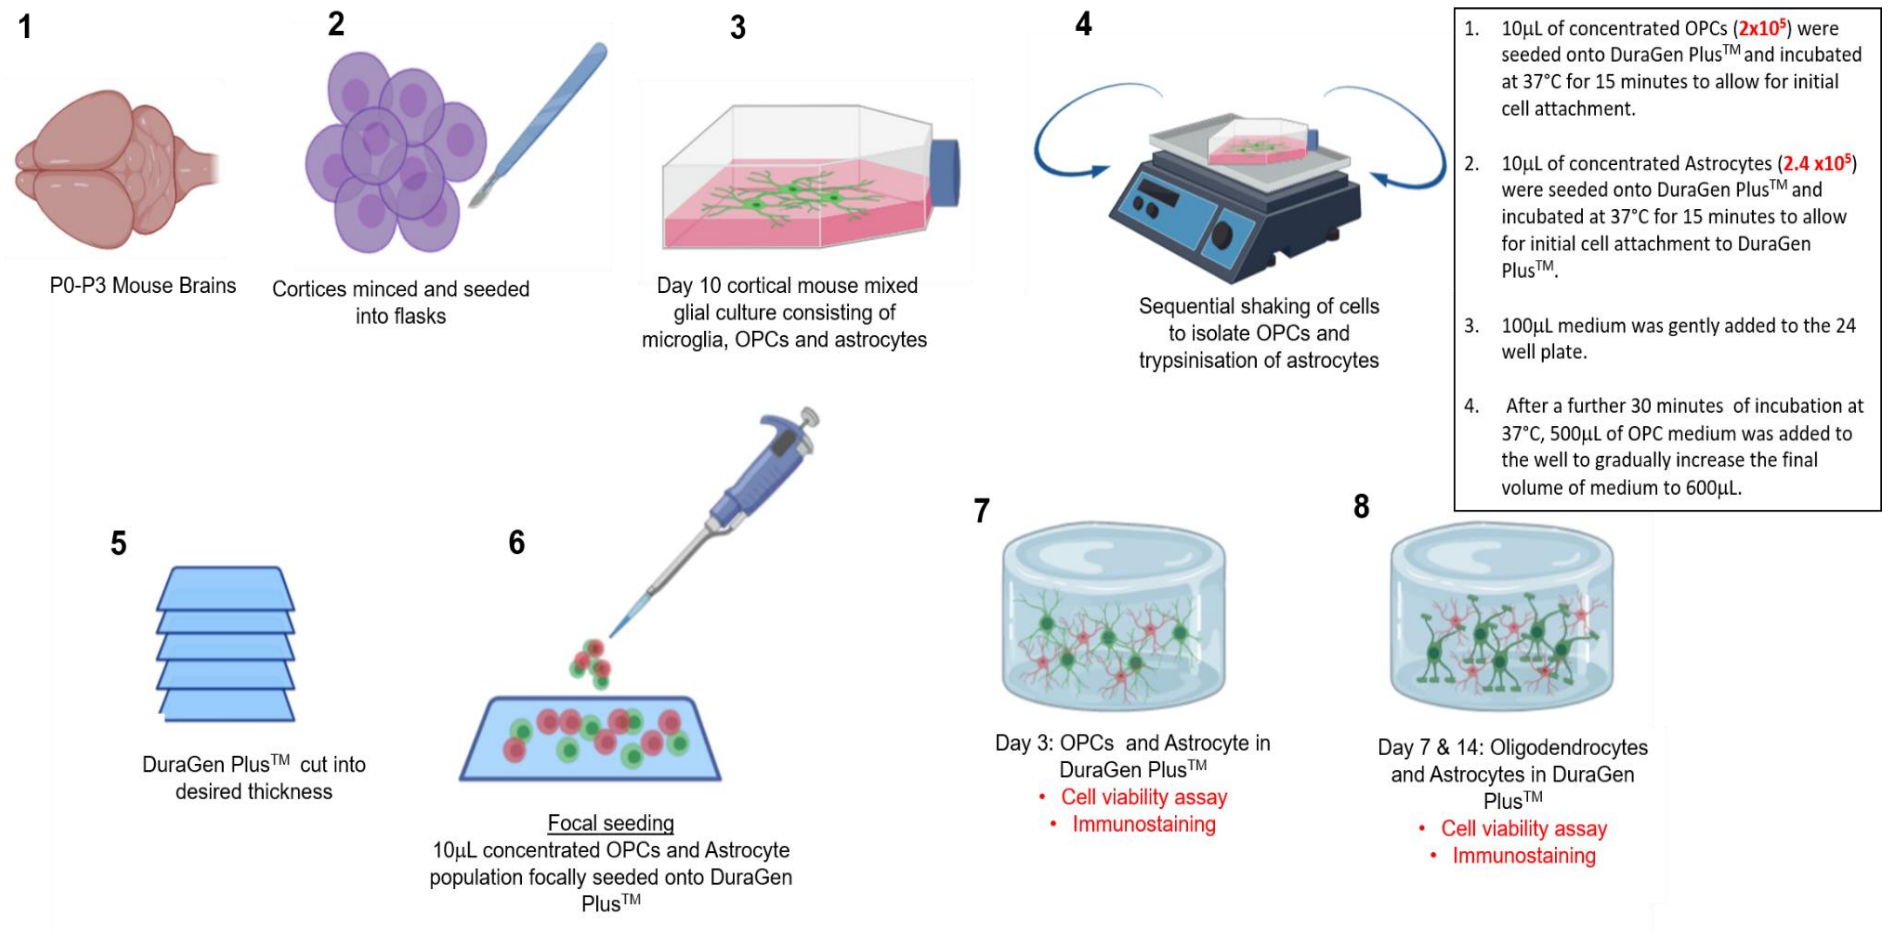 1
P0-P3 Mouse Brains
2
Cortices minced and seeded
into flasks
3
Day 10 cortical mouse mixed
glial culture consisting of
microglia, OPCs and astrocytes
4
Sequential shaking of cells
to isolate OPCs and
trypsinisation of astrocytes
1. 10µL of concentrated OPCs (2x10⁵) were
seeded onto DuraGen Plus™ and incubated
at 37°C for 15 minutes to allow for initial
cell attachment.
2. 10µL of concentrated Astrocytes (2.4 x10⁵)
were seeded onto DuraGen Plus™ and
incubated at 37°C for 15 minutes to allow
for initial cell attachment to DuraGen
Plus™.
3. 100µL medium was gently added to the 24
well plate.
4. After a further 30 minutes of incubation at
37°C, 500µL of OPC medium was added to
the well to gradually increase the final
volume of medium to 600µL.
5
DuraGen Plus™ cut into
desired thickness
6
Focal seeding
10µL concentrated OPCs and Astrocyte
population focally seeded onto DuraGen
Plus™
7
Day 3: OPCs and Astrocyte in
DuraGen Plus™
• Cell viability assay
• Immunostaining
8
Day 7 & 14: Oligodendrocytes
and Astrocytes in DuraGen
Plus™
• Cell viability assay
• Immunostaining